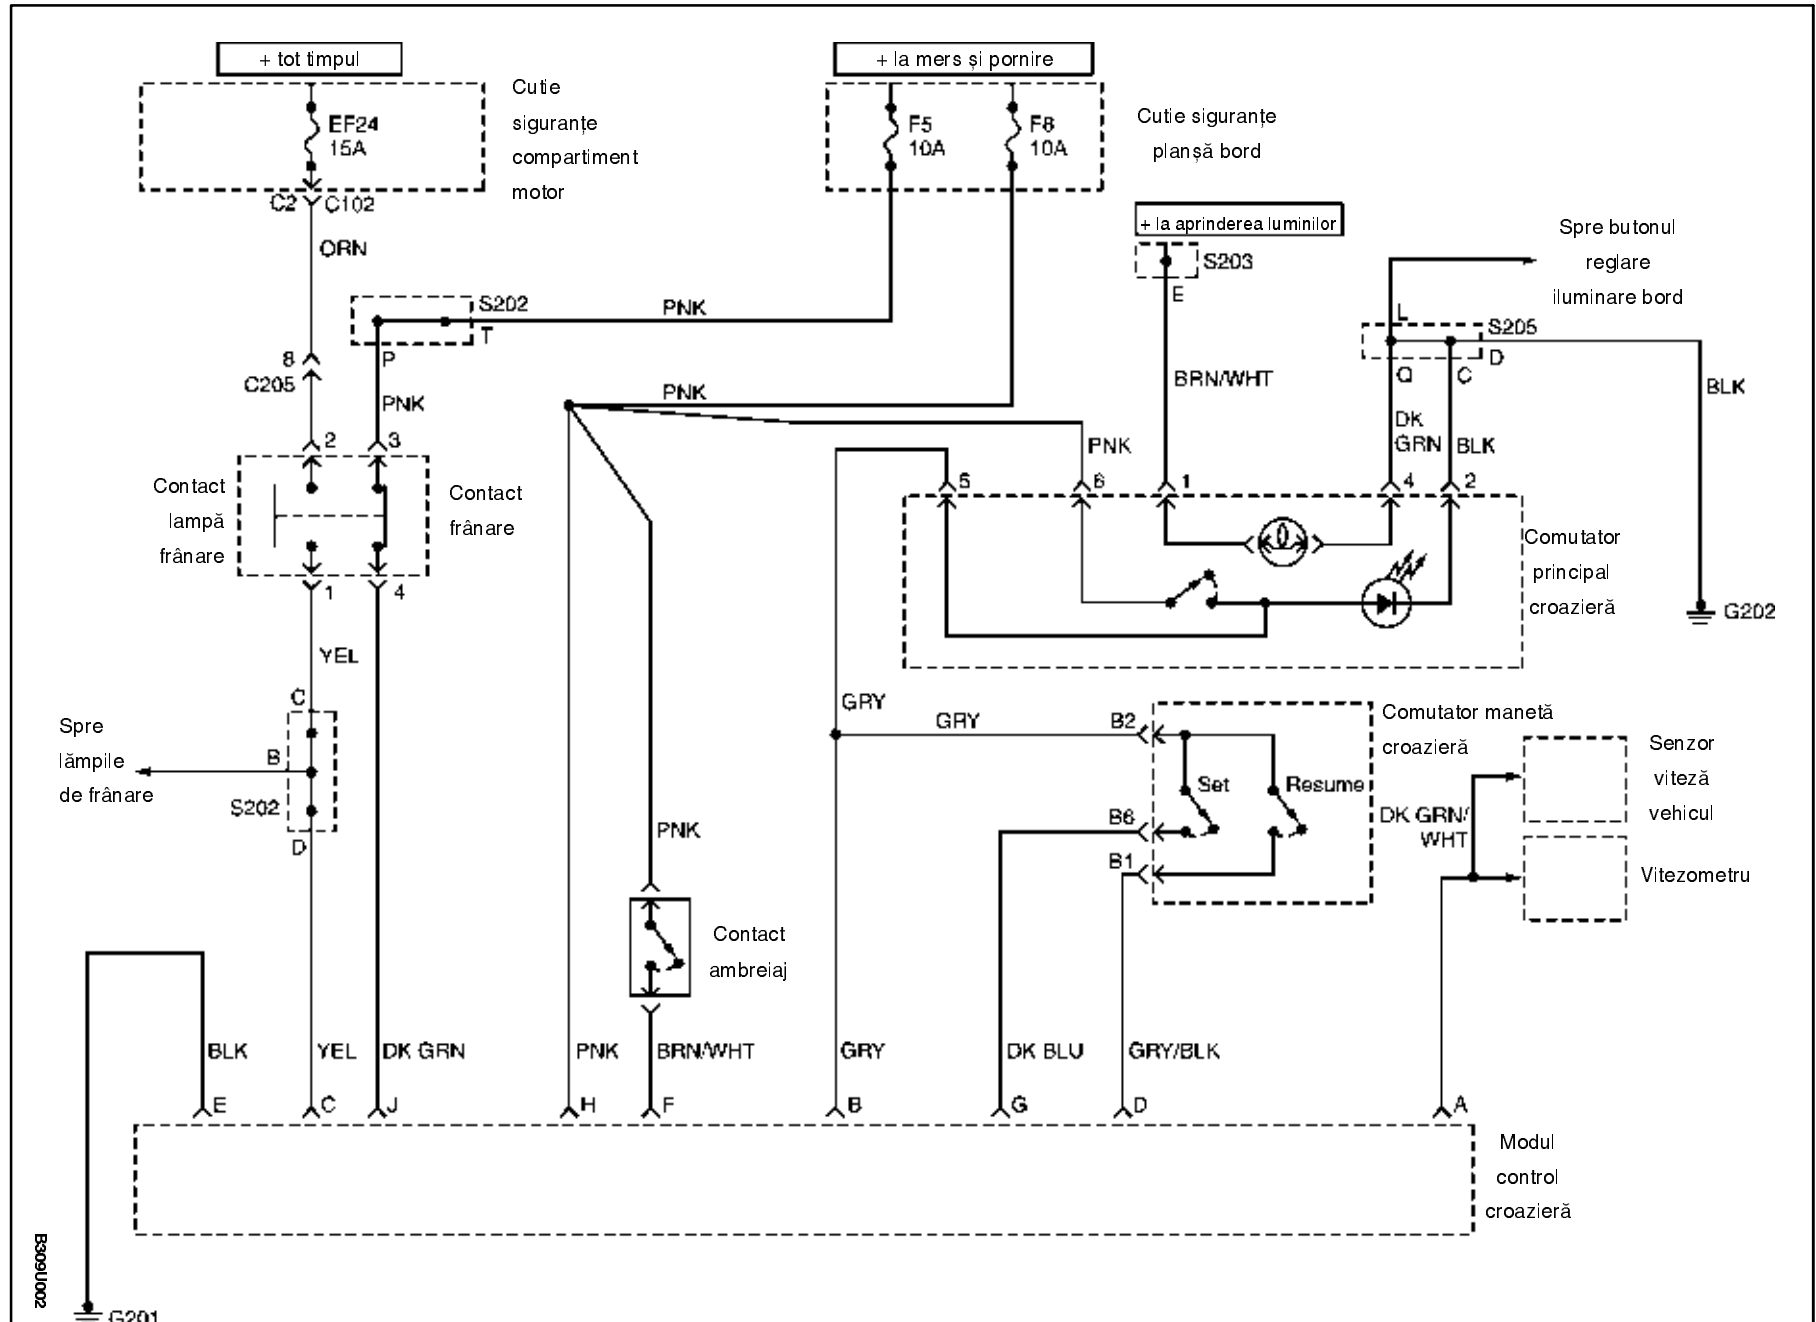 + tot timpul
+ la mers și pornire
Cutie
siguranțe
compartiment
motor
EF24
15A
C2
C102
F5
10A
F8
10A
Cutie siguranțe
planșă bord
+ la aprinderea luminilor
S203
E
Spre butonul
reglare
iluminare bord
ORN
S202
T
P
PNK
L
S205
D
Q
C
BRN/WHT
BLK
8
C205
PNK
PNK
DK
GRN
BLK
PNK
2
3
5
6
1
4
2
Contact
lampă
frânare
Contact
frânare
Comutator
principal
croazieră
1
4
G202
YEL
C
GRY
GRY
B2
Comutator manetă
croazieră
Spre
lămpile
de frânare
B
S202
D
Set
Resume
B6
B1
DK GRN/
WHT
Senzor
viteză
vehicul
Vitezometru
PNK
Contact
ambreiaj
BLK
YEL
DK GRN
PNK
BRN/WHT
GRY
DK BLU
GRY/BLK
E
C
J
H
F
B
G
D
A
Modul
control
croazieră
B309U002
G201